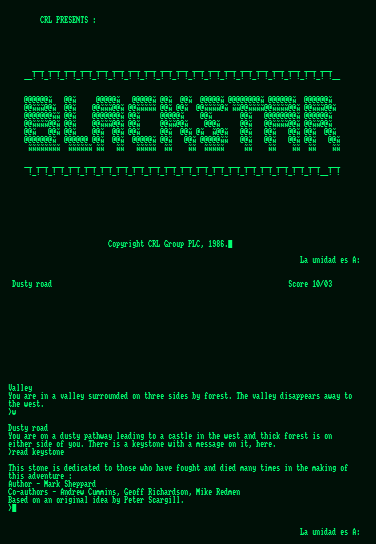 CRL PRESENTS :
BLACKSTAR
Copyright CRL Group PLC, 1986.
La unidad es A:
Dusty road Score 10/03
Valley
You are in a valley surrounded on three sides by forest. The valley disappears away to
the west.
>w
Dusty road
You are on a dusty pathway leading to a castle in the west and thick forest is on
either side of you. There is a keystone with a message on it, here.
>read keystone
This stone is dedicated to those who have fought and died many times in the making of
this adventure :
Author - Mark Sheppard
Co-authors - Andrew Cummins, Geoff Richardson, Mike Redmen
Based on an original idea by Peter Scargill.
>
La unidad es A: